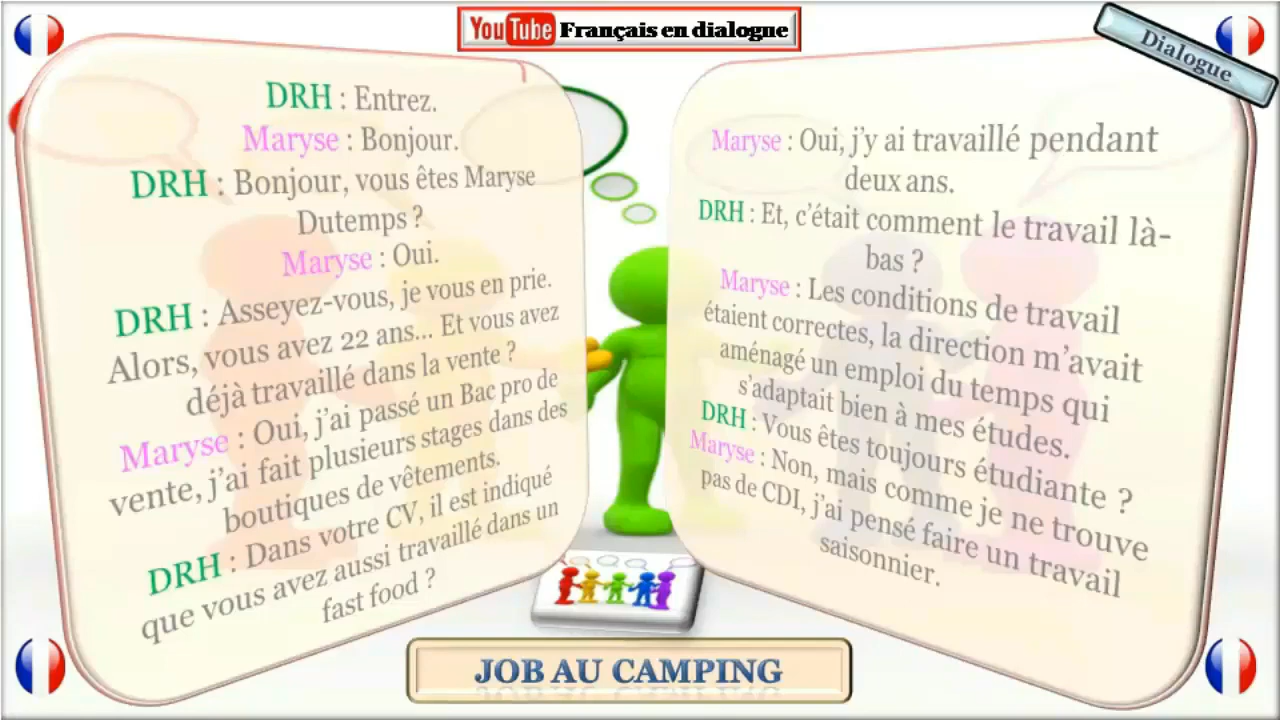 YouTube Français en dialogue
Dialogue
DRH : Entrez.
Maryse : Bonjour.
DRH : Bonjour, vous êtes Maryse
Dutemps ?
Maryse : Oui.
DRH : Asseyez-vous, je vous en prie.
Alors, vous avez 22 ans... Et vous avez
déjà travaillé dans la vente ?
Maryse : Oui, j'ai passé un Bac pro de
vente, j'ai fait plusieurs stages dans des
boutiques de vêtements.
DRH : Dans votre CV, il est indiqué
que vous avez aussi travaillé dans un
fast food ?
Maryse : Oui, j'y ai travaillé pendant
deux ans.
DRH : Et, c'était comment le travail là-
bas ?
Maryse : Les conditions de travail
étaient correctes, la direction m'avait
aménagé un emploi du temps qui
s'adaptait bien à mes études.
DRH : Vous êtes toujours étudiante ?
Maryse : Non, mais comme je ne trouve
pas de CDI, j'ai pensé faire un travail
saisonnier.
JOB AU CAMPING